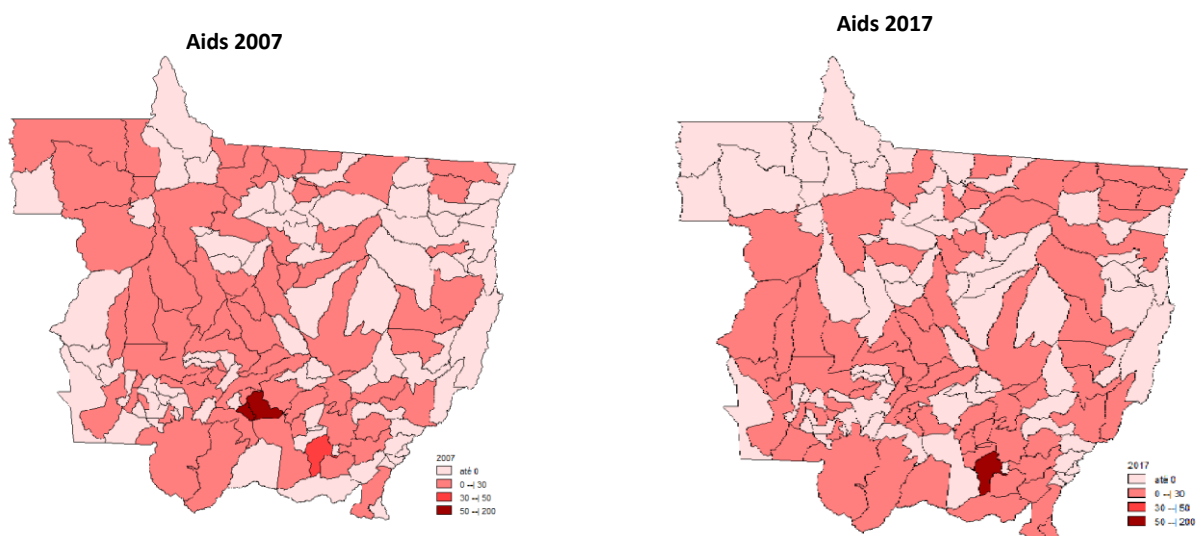 Aids 2007
2007
até 0
0 --| 30
30 --| 50
50 --| 200
Aids 2017
2017
até 0
0 --| 30
30 --| 50
50 --| 200